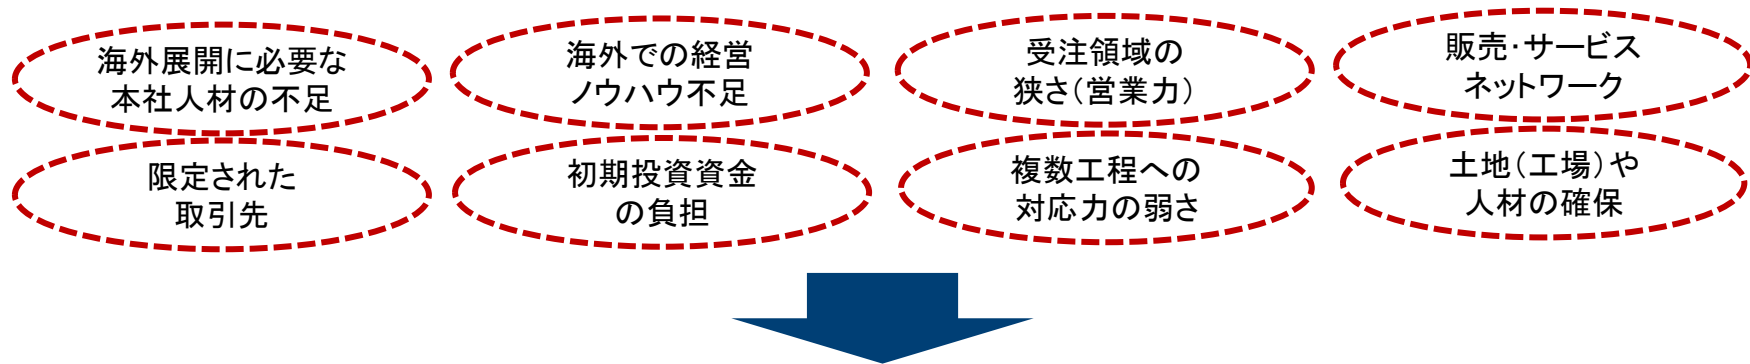 海外展開に必要な
本社人材の不足
海外での経営
ノウハウ不足
受注領域の
狭さ（営業力）
販売・サービス
ネットワーク
限定された
取引先
初期投資資金
の負担
複数工程への
対応力の弱さ
土地（工場）や
人材の確保